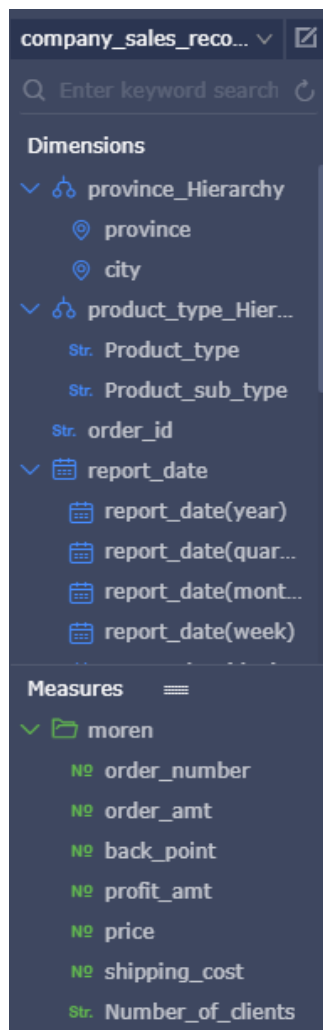 company_sales_reco...
Enter keyword search
Dimensions
province_Hierarchy
province
city
product_type_Hier...
Str. Product_type
Str. Product_sub_type
Str. order_id
report_date
report_date(year)
report_date(quar...
report_date(mont...
report_date(week)
Measures
moren
Nº order_number
Nº order_amt
Nº back_point
Nº profit_amt
Nº price
Nº shipping_cost
Str. Number_of_clients